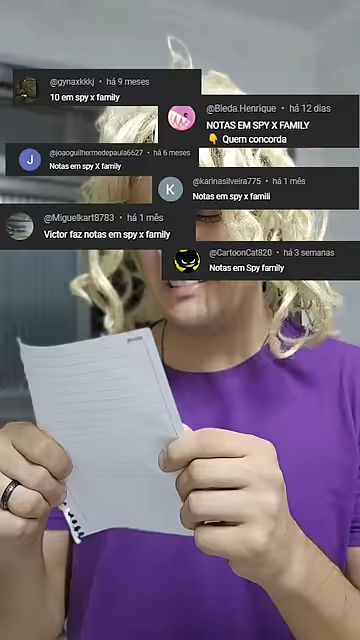 @gynaxkkkj • há 9 meses
10 em spy x family
@Bleda.Henrique • há 12 dias
NOTAS EM SPY X FAMILY
👇 Quem concorda
@joaoguilhermedepaula6627 • há 6 meses
J
Notas em spy X family
@karinasilveira775 • há 1 mês
K
Notas em spy x famili
@Miguelkart8783 • há 1 mês
Victor faz notas em spy x family
@CartoonCat820 • há 3 semanas
Notas em Spy family